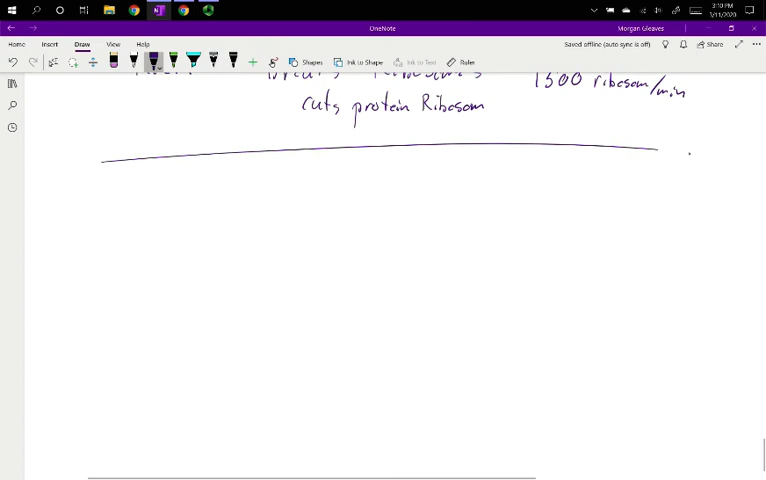 3:10 PM
OneNote
Morgan Gleaves
3/11/2020
Home Insert Draw View Help
Saved offline (auto sync is off) Share
Shapes Ink to Shape Ink to Text Ruler
1500 ribosom/min
cuts protein Ribosom